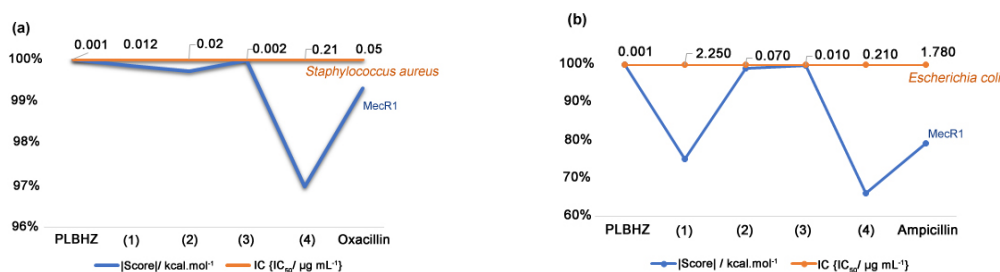 (a)
0.001 0.012 0.02 0.002 0.21 0.05
100%
Staphylococcus aureus
99%
MecR1
98%
97%
96%
PLBHZ (1) (2) (3) (4) Oxacillin
|Score|/ kcal.mol⁻¹ IC {IC₅₀/ µg mL⁻¹}
(b)
0.001 2.250 0.070 0.010 0.210 1.780
100%
Escherichia coli
90%
80%
MecR1
70%
60%
PLBHZ (1) (2) (3) (4) Ampicillin
|Score| / kcal.mol⁻¹ IC {IC₅₀/ µg mL⁻¹}